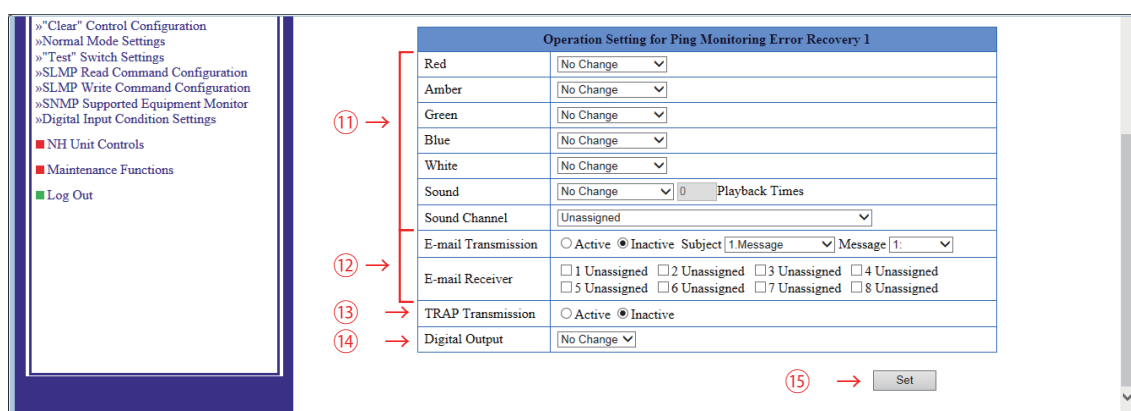 »"Clear" Control Configuration
»Normal Mode Settings
»"Test" Switch Settings
»SLMP Read Command Configuration
»SLMP Write Command Configuration
»SNMP Supported Equipment Monitor
»Digital Input Condition Settings
NH Unit Controls
Maintenance Functions
Log Out
Operation Setting for Ping Monitoring Error Recovery 1
⑪ → Red No Change
Amber No Change
Green No Change
Blue No Change
White No Change
Sound No Change 0 Playback Times
Sound Channel Unassigned
⑫ → E-mail Transmission Active Inactive Subject 1.Message Message 1:
E-mail Receiver 1 Unassigned 2 Unassigned 3 Unassigned 4 Unassigned
5 Unassigned 6 Unassigned 7 Unassigned 8 Unassigned
⑬ → TRAP Transmission Active Inactive
⑭ → Digital Output No Change
⑮ → Set